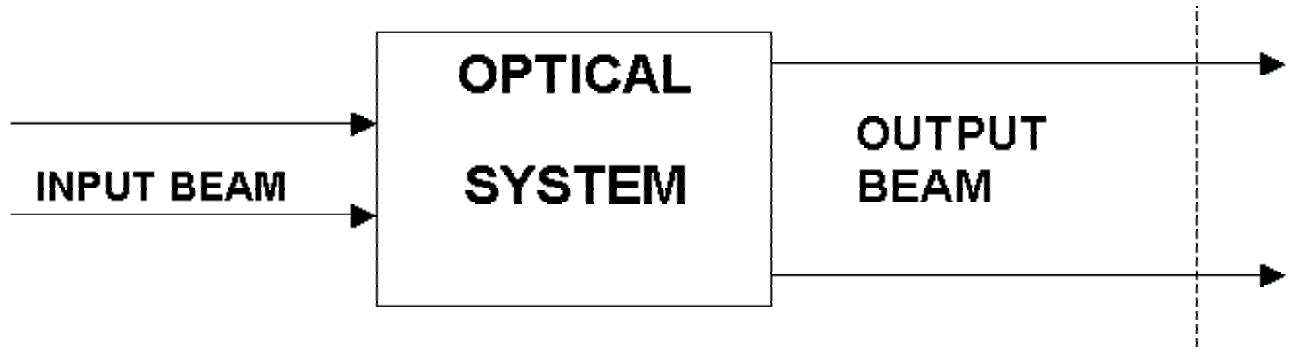 OPTICAL
SYSTEM
INPUT BEAM
OUTPUT
BEAM